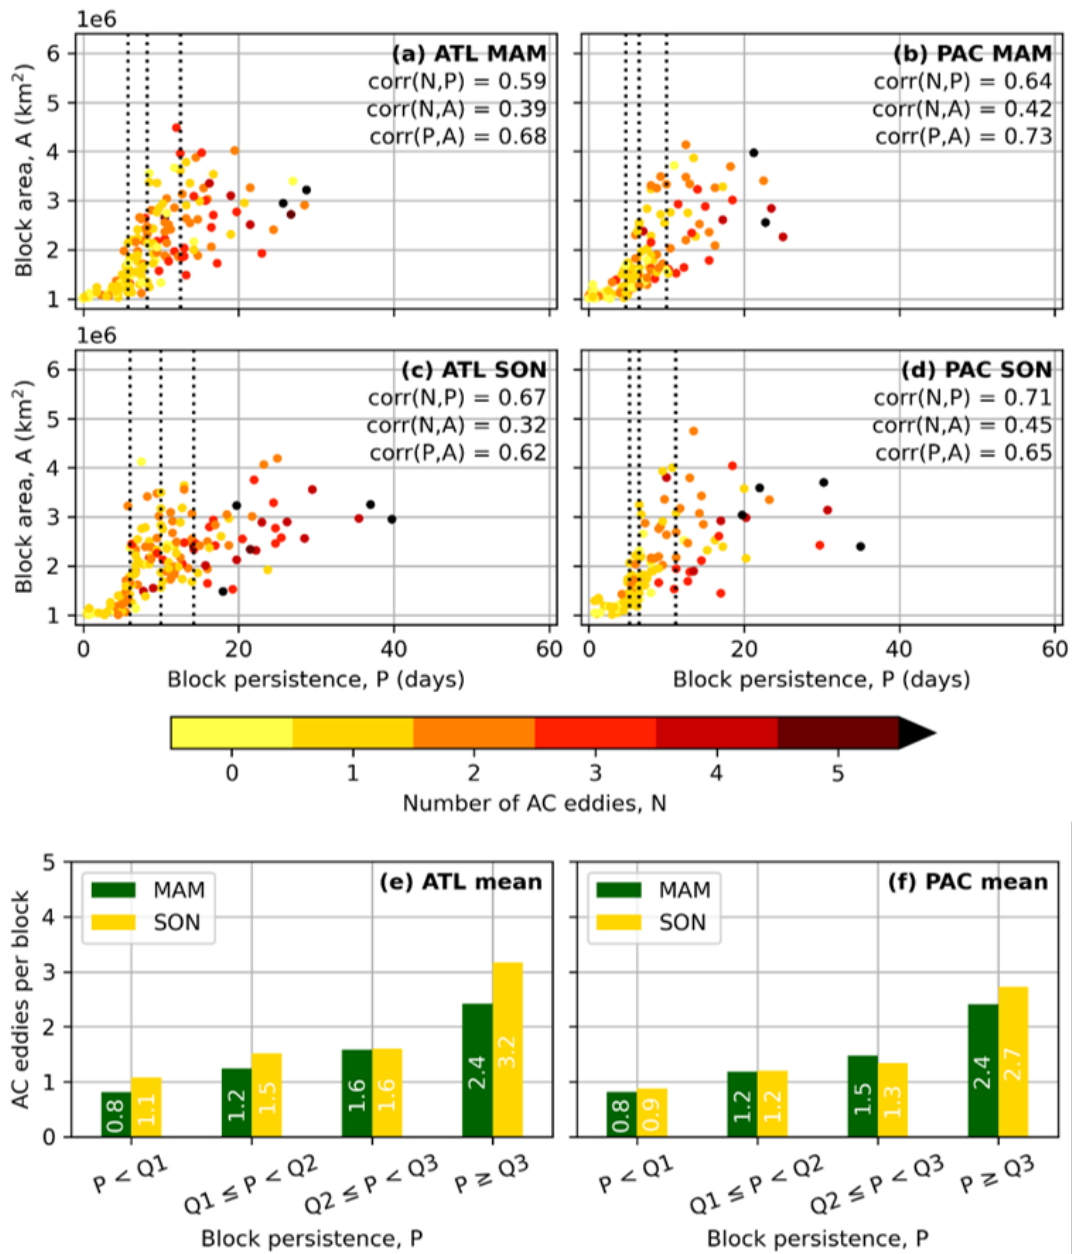 1e6
(a) ATL MAM
corr(N,P) = 0.59
corr(N,A) = 0.39
corr(P,A) = 0.68
Block area, A (km²)
6
5
4
3
2
1
(b) PAC MAM
corr(N,P) = 0.64
corr(N,A) = 0.42
corr(P,A) = 0.73
1e6
(c) ATL SON
corr(N,P) = 0.67
corr(N,A) = 0.32
corr(P,A) = 0.62
Block area, A (km²)
6
5
4
3
2
1
0 20 40 60
Block persistence, P (days)
(d) PAC SON
corr(N,P) = 0.71
corr(N,A) = 0.45
corr(P,A) = 0.65
0 20 40 60
Block persistence, P (days)
0 1 2 3 4 5
Number of AC eddies, N
(e) ATL mean
MAM
SON
AC eddies per block
5
4
3
2
1
0
0.8 1.1 1.2 1.5 1.6 1.6 2.4 3.2
P < Q1 Q1 ≤ P < Q2 Q2 ≤ P < Q3 P ≥ Q3
Block persistence, P
(f) PAC mean
MAM
SON
0.8 0.9 1.2 1.2 1.5 1.3 2.4 2.7
P < Q1 Q1 ≤ P < Q2 Q2 ≤ P < Q3 P ≥ Q3
Block persistence, P